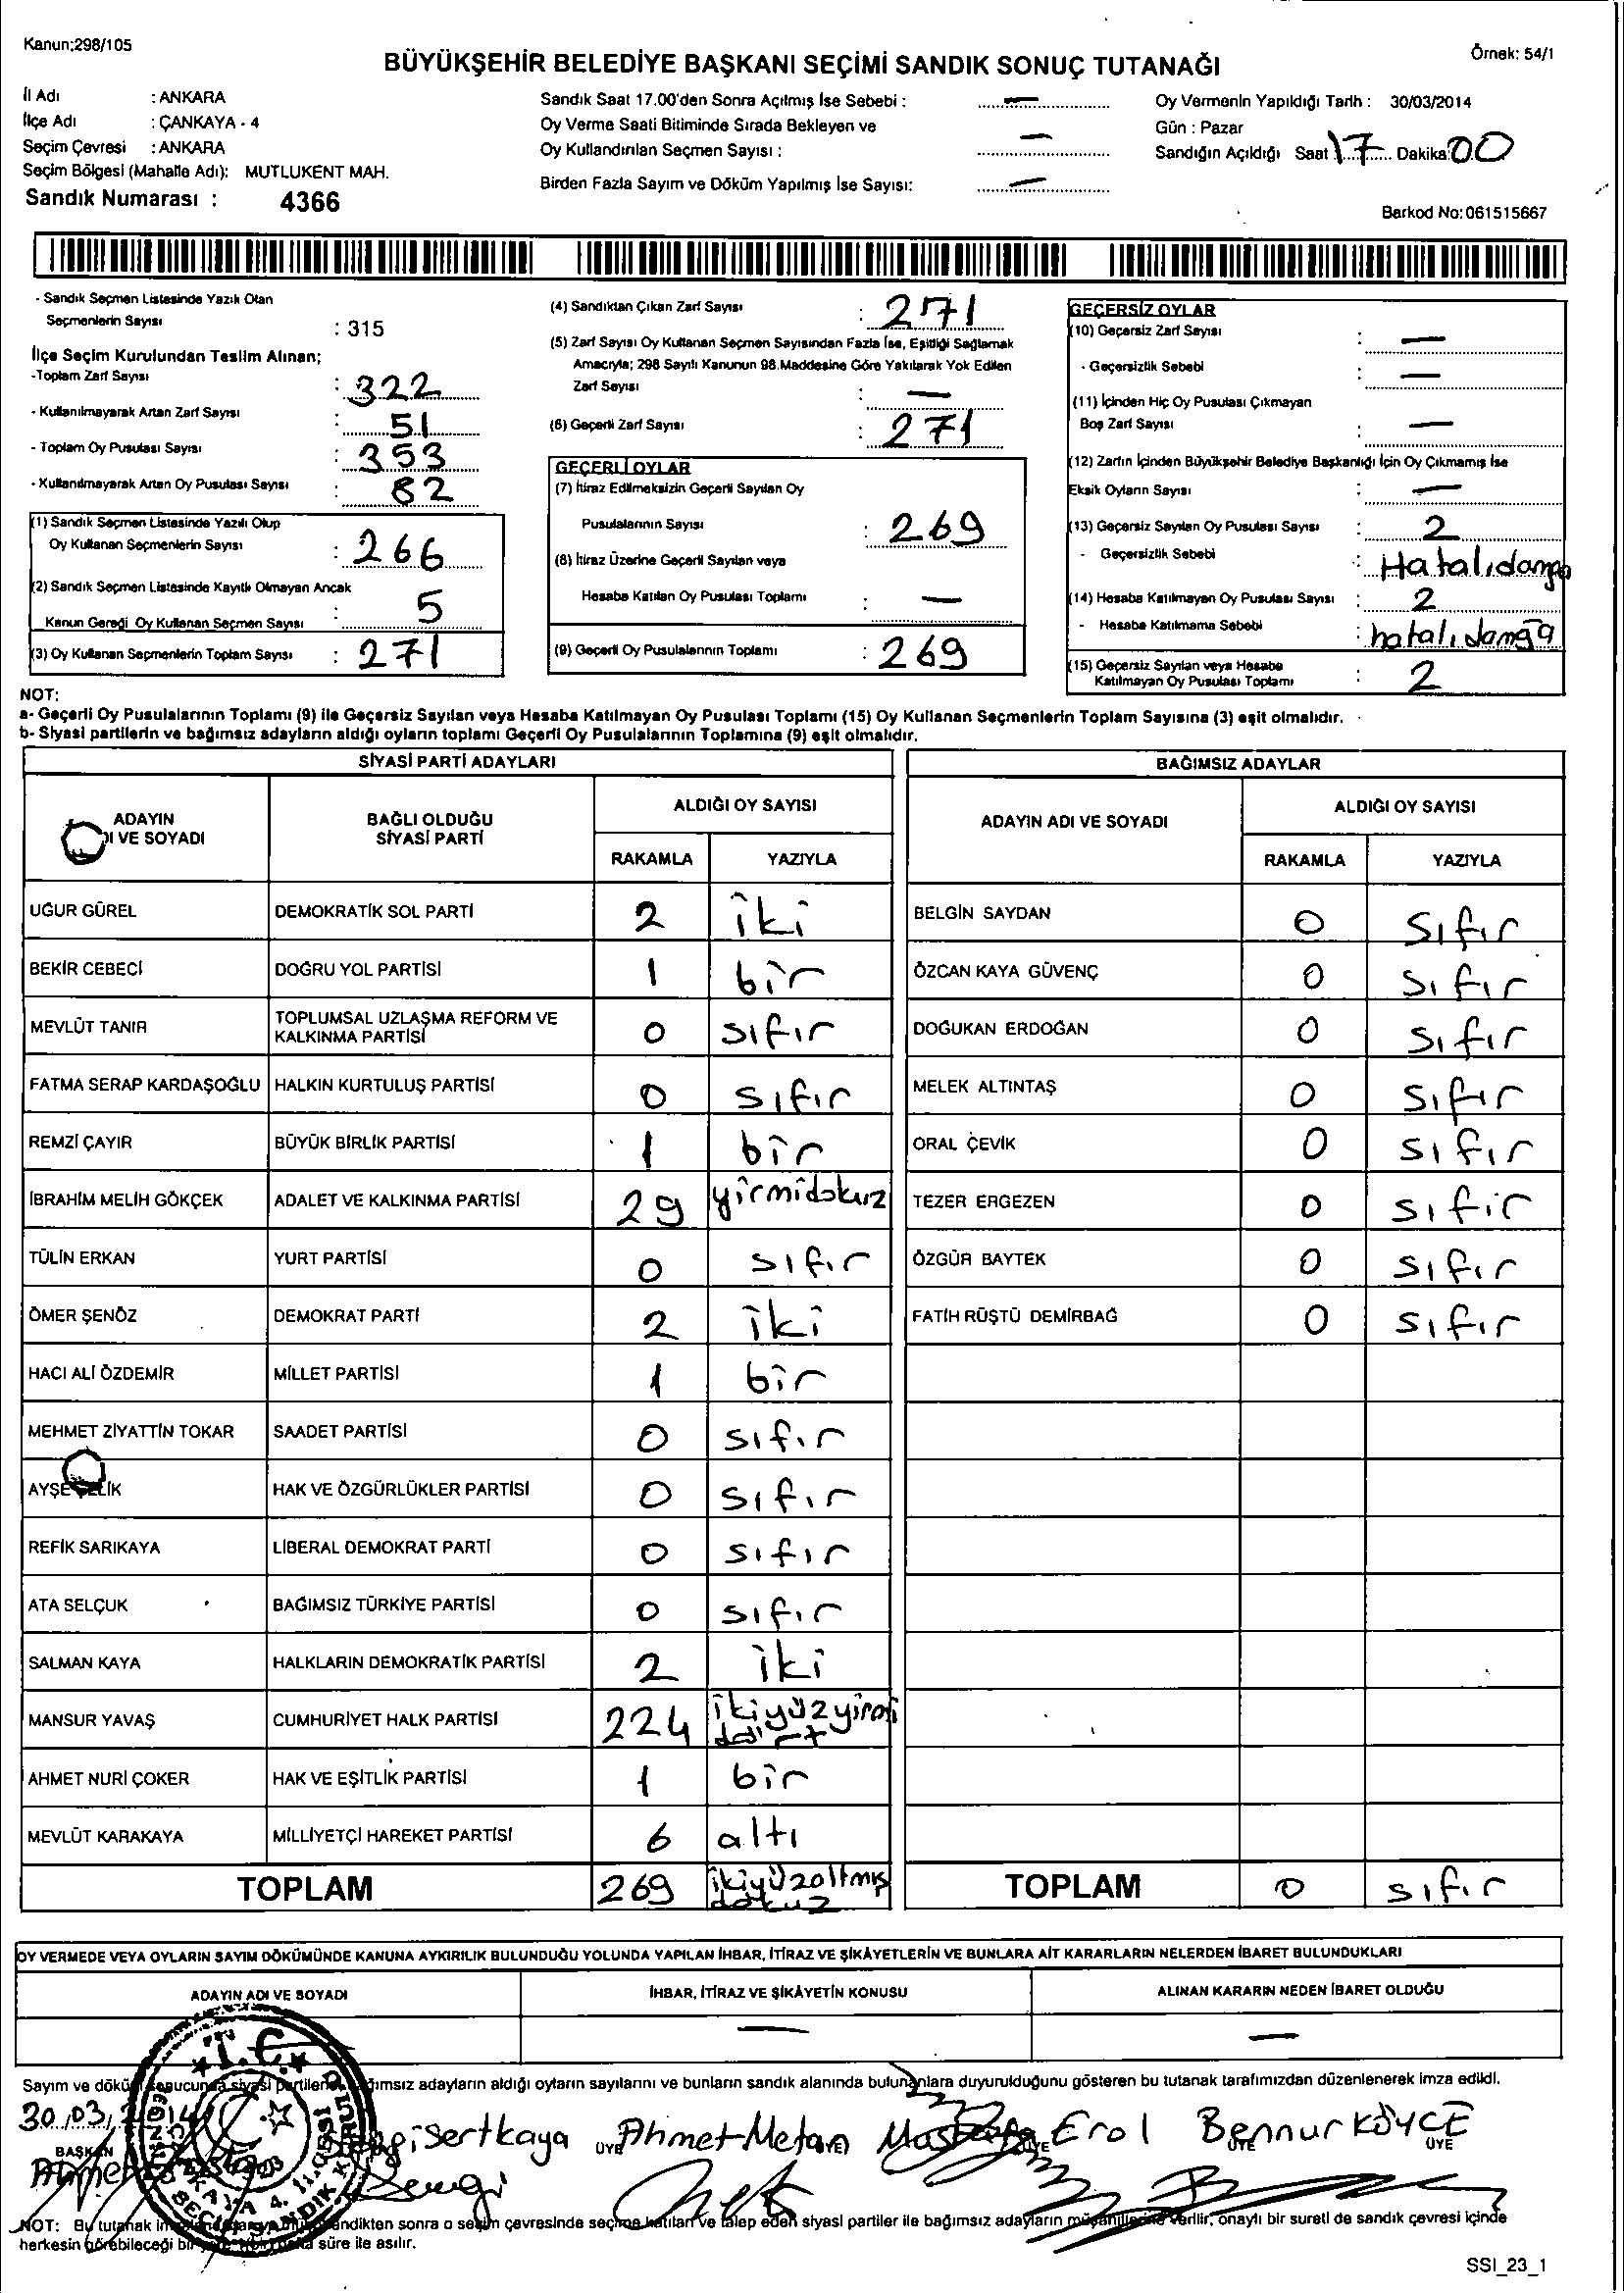 Kanun;298/105
BÜYÜKŞEHİR BELEDİYE BAŞKANI SEÇİMİ SANDIK SONUÇ TUTANAĞI
Örnek: 54/1
İl Adı : ANKARA
İlçe Adı : ÇANKAYA - 4
Seçim Çevresi : ANKARA
Seçim Bölgesi (Mahalle Adı): MUTLUKENT MAH.
Sandık Numarası : 4366
Sandık Saat 17.00'den Sonra Açılmış İse Sebebi : —
Oy Verme Saati Bitiminde Sırada Bekleyen ve
Oy Kullandırılan Seçmen Sayısı : —
Birden Fazla Sayım ve Döküm Yapılmış İse Sayısı: —
Oy Vermenin Yapıldığı Tarih : 30/03/2014
Gün : Pazar
Sandığın Açıldığı Saat 17 Dakika 00
Barkod No: 061515667
- Sandık Seçmen Listesinde Yazılı Olan
Seçmenlerin Sayısı : 315
İlçe Seçim Kurulundan Teslim Alınan;
-Toplam Zarf Sayısı : 322
- Kullanılmayarak Artan Zarf Sayısı : 51
- Toplam Oy Pusulası Sayısı : 353
- Kullanılmayarak Artan Oy Pusulası Sayısı : 82
(1) Sandık Seçmen Listesinde Yazılı Olup
Oy Kullanan Seçmenlerin Sayısı : 266
(2) Sandık Seçmen Listesinde Kayıtlı Olmayan Ancak
Kanun Gereği Oy Kullanan Seçmen Sayısı : 5
(3) Oy Kullanan Seçmenlerin Toplam Sayısı : 271
(4) Sandıktan Çıkan Zarf Sayısı : 271
(5) Zarf Sayısı Oy Kullanan Seçmen Sayısından Fazla İse, Eşitliği Sağlamak
Amacıyla; 298 Sayılı Kanunun 98.Maddesine Göre Yakılarak Yok Edilen
Zarf Sayısı : —
(6) Geçerli Zarf Sayısı : 271
GEÇERLİ OYLAR
(7) İtiraz Edilmeksizin Geçerli Sayılan Oy
Pusulalarının Sayısı : 269
(8) İtiraz Üzerine Geçerli Sayılan veya
Hesaba Katılan Oy Pusulası Toplamı : —
(9) Geçerli Oy Pusulalarının Toplamı : 269
GEÇERSİZ OYLAR
(10) Geçersiz Zarf Sayısı : —
- Geçersizlik Sebebi : —
(11) İçinden Hiç Oy Pusulası Çıkmayan
Boş Zarf Sayısı : —
(12) Zarfın İçinden Büyükşehir Belediye Başkanlığı İçin Oy Çıkmamış İse
Eksik Oyların Sayısı : —
(13) Geçersiz Sayılan Oy Pusulası Sayısı : 2
- Geçersizlik Sebebi : Hatalı damga
(14) Hesaba Katılmayan Oy Pusulası Sayısı : 2
- Hesaba Katılmama Sebebi : hatalı damga
(15) Geçersiz Sayılan veya Hesaba
Katılmayan Oy Pusulası Toplamı : 2
NOT:
a- Geçerli Oy Pusulalarının Toplamı (9) ile Geçersiz Sayılan veya Hesaba Katılmayan Oy Pusulası Toplamı (15) Oy Kullanan Seçmenlerin Toplam Sayısına (3) eşit olmalıdır.
b- Siyasi partilerin ve bağımsız adayların aldığı oyların toplamı Geçerli Oy Pusulalarının Toplamına (9) eşit olmalıdır.
SİYASİ PARTİ ADAYLARI
ADAYIN
DI VE SOYADI
BAĞLI OLDUĞU
SİYASİ PARTİ
ALDIĞI OY SAYISI
RAKAMLA YAZIYLA
UĞUR GÜREL DEMOKRATİK SOL PARTİ 2 iki
BEKİR CEBECİ DOĞRU YOL PARTİSİ 1 bir
MEVLÜT TANIR TOPLUMSAL UZLAŞMA REFORM VE KALKINMA PARTİSİ 0 sıfır
FATMA SERAP KARDAŞOĞLU HALKIN KURTULUŞ PARTİSİ 0 sıfır
REMZİ ÇAYIR BÜYÜK BİRLİK PARTİSİ 1 bir
İBRAHİM MELİH GÖKÇEK ADALET VE KALKINMA PARTİSİ 29 yirmidokuz
TÜLİN ERKAN YURT PARTİSİ 0 sıfır
ÖMER ŞENÖZ DEMOKRAT PARTİ 2 iki
HACI ALİ ÖZDEMİR MİLLET PARTİSİ 1 bir
MEHMET ZİYATTİN TOKAR SAADET PARTİSİ 0 sıfır
AYŞE ÇELİK HAK VE ÖZGÜRLÜKLER PARTİSİ 0 sıfır
REFİK SARIKAYA LİBERAL DEMOKRAT PARTİ 0 sıfır
ATA SELÇUK BAĞIMSIZ TÜRKİYE PARTİSİ 0 sıfır
SALMAN KAYA HALKLARIN DEMOKRATİK PARTİSİ 2 iki
MANSUR YAVAŞ CUMHURİYET HALK PARTİSİ 224 ikiyüzyirmi dört
AHMET NURİ ÇOKER HAK VE EŞİTLİK PARTİSİ 1 bir
MEVLÜT KARAKAYA MİLLİYETÇİ HAREKET PARTİSİ 6 altı
TOPLAM 269 ikiyüzaltmış dokuz
BAĞIMSIZ ADAYLAR
ADAYIN ADI VE SOYADI
ALDIĞI OY SAYISI
RAKAMLA YAZIYLA
BELGİN SAYDAN 0 sıfır
ÖZCAN KAYA GÜVENÇ 0 sıfır
DOĞUKAN ERDOĞAN 0 sıfır
MELEK ALTINTAŞ 0 sıfır
ORAL ÇEVİK 0 sıfır
TEZER ERGEZEN 0 sıfır
ÖZGÜR BAYTEK 0 sıfır
FATİH RÜŞTÜ DEMİRBAĞ 0 sıfır
TOPLAM 0 sıfır
OY VERMEDE VEYA OYLARIN SAYIM DÖKÜMÜNDE KANUNA AYKIRILIK BULUNDUĞU YOLUNDA YAPILAN İHBAR, İTİRAZ VE ŞİKÂYETLERİN VE BUNLARA AİT KARARLARIN NELERDEN İBARET BULUNDUKLARI
ADAYIN ADI VE SOYADI İHBAR, İTİRAZ VE ŞİKÂYETİN KONUSU ALINAN KARARIN NEDEN İBARET OLDUĞU
— —
Sayım ve döküm sonucunda siyasi partilerin bağımsız adayların aldığı oyların sayılarını ve bunların sandık alanında bulunanlara duyurulduğunu gösteren bu tutanak tarafımızdan düzenlenerek imza edildi.
30.03.2014
T.C.
Sertkaya ÜYE Ahmet Metan ÜYE Mustafa Erol ÜYE Bennur KÖYCE ÜYE
BAŞKAN
Ahmet
Sevgi
NOT: Bu tutanak sonra o seçim çevresinde seçime katılan ve talep eden siyasi partiler ile bağımsız adayların müşahitlerine verilir, onaylı bir sureti de sandık çevresi içinde
herkesin görebileceği bir süre ile asılır.
SSI_23_1